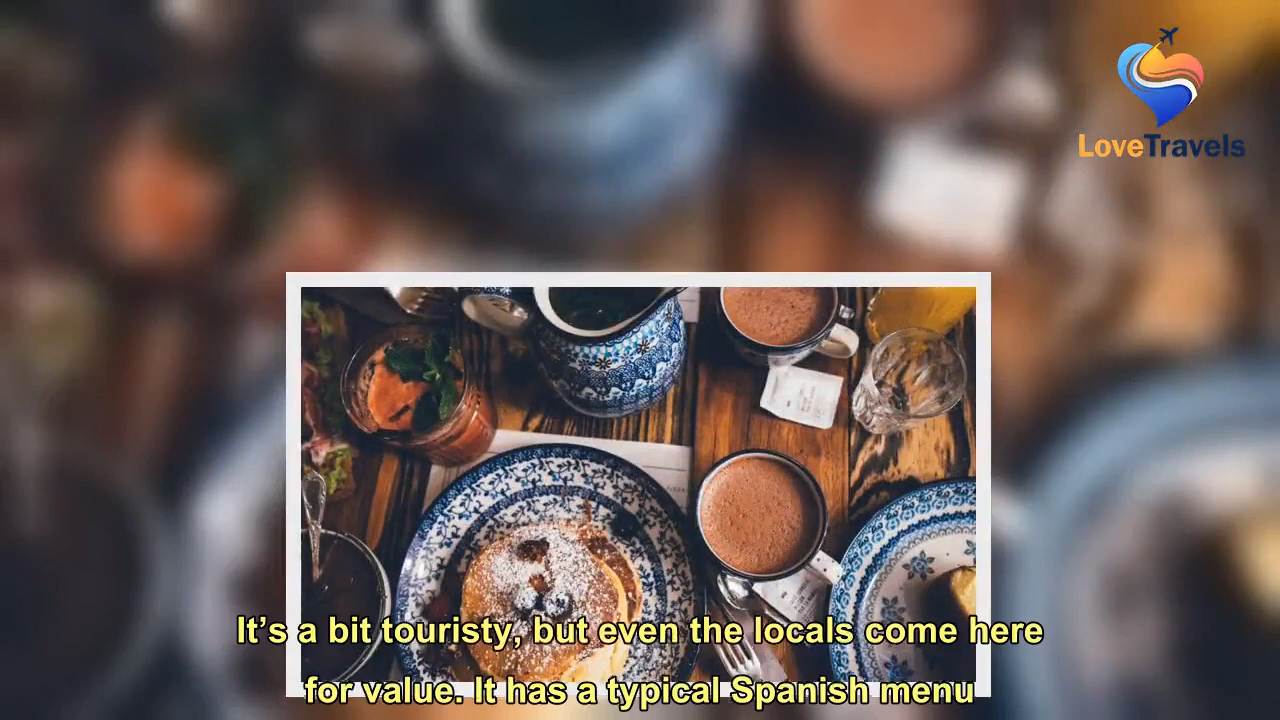 LoveTravels
It’s a bit touristy, but even the locals come here
for value. It has a typical Spanish menu